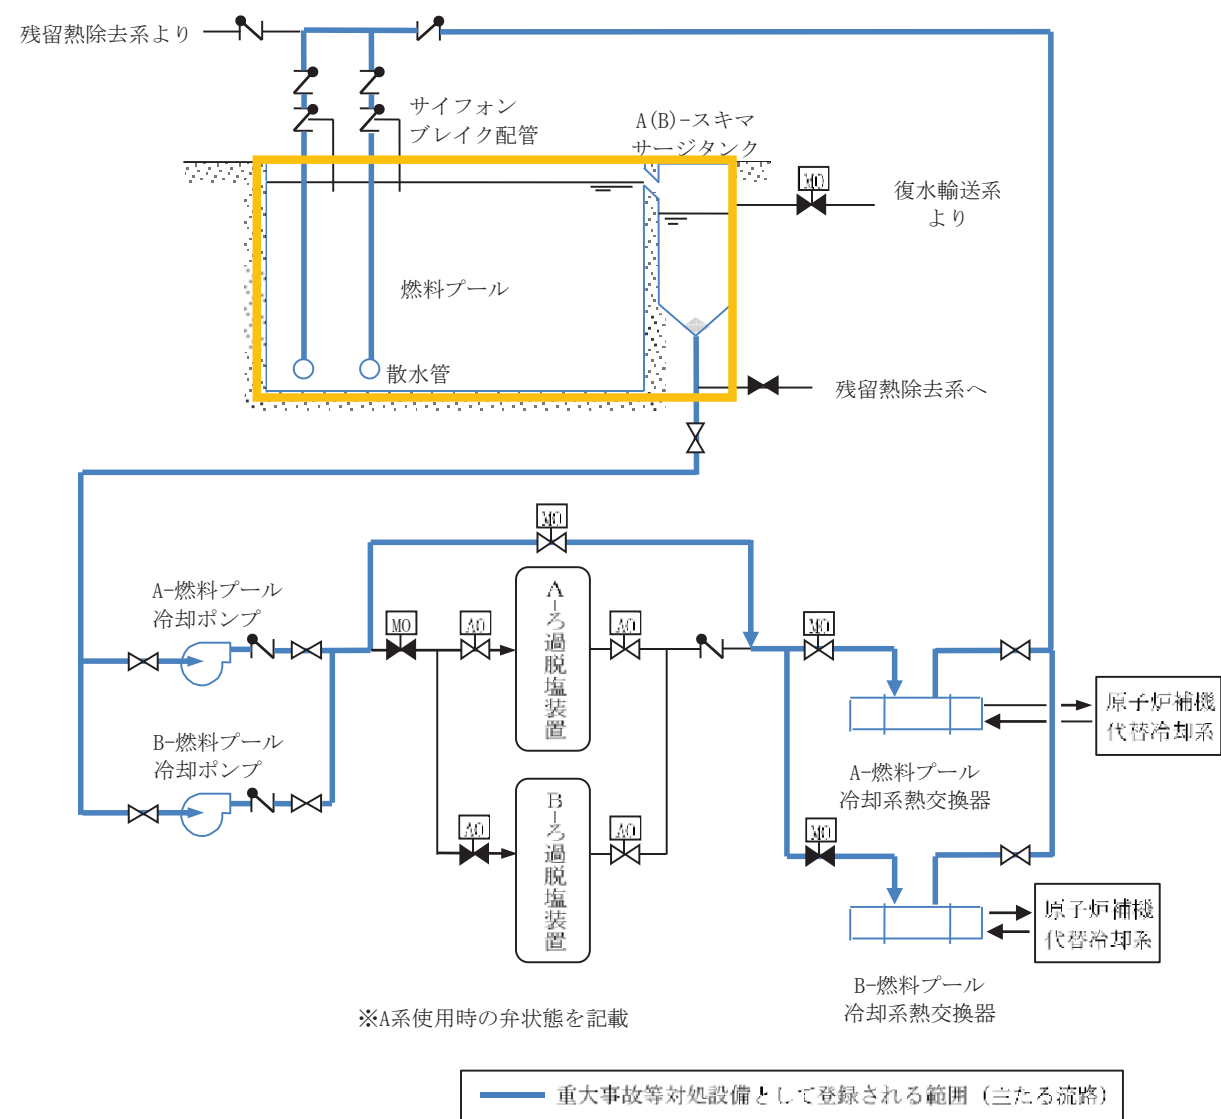 残留熱除去系より
サイフォン
ブレイク配管
A(B)-スキマ
サージタンク
MO
復水輸送系
より
燃料プール
散水管
残留熱除去系へ
MO
A-燃料プール
冷却ポンプ
MO
AO
A-ろ過脱塩装置
AO
MO
原子炉補機
代替冷却系
B-燃料プール
冷却ポンプ
A-燃料プール
冷却系熱交換器
AO
B-ろ過脱塩装置
AO
MO
原子炉補機
代替冷却系
B-燃料プール
冷却系熱交換器
※A系使用時の弁状態を記載
重大事故等対処設備として登録される範囲(主たる流路)